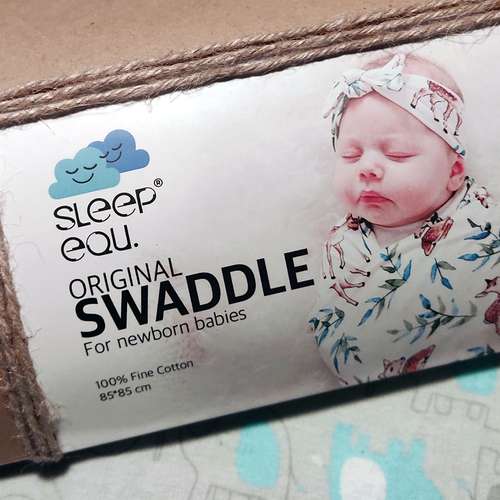 SLEEP®
EQU.
ORIGINAL
SWADDLE
For newborn babies
100% Fine Cotton
85*85 cm